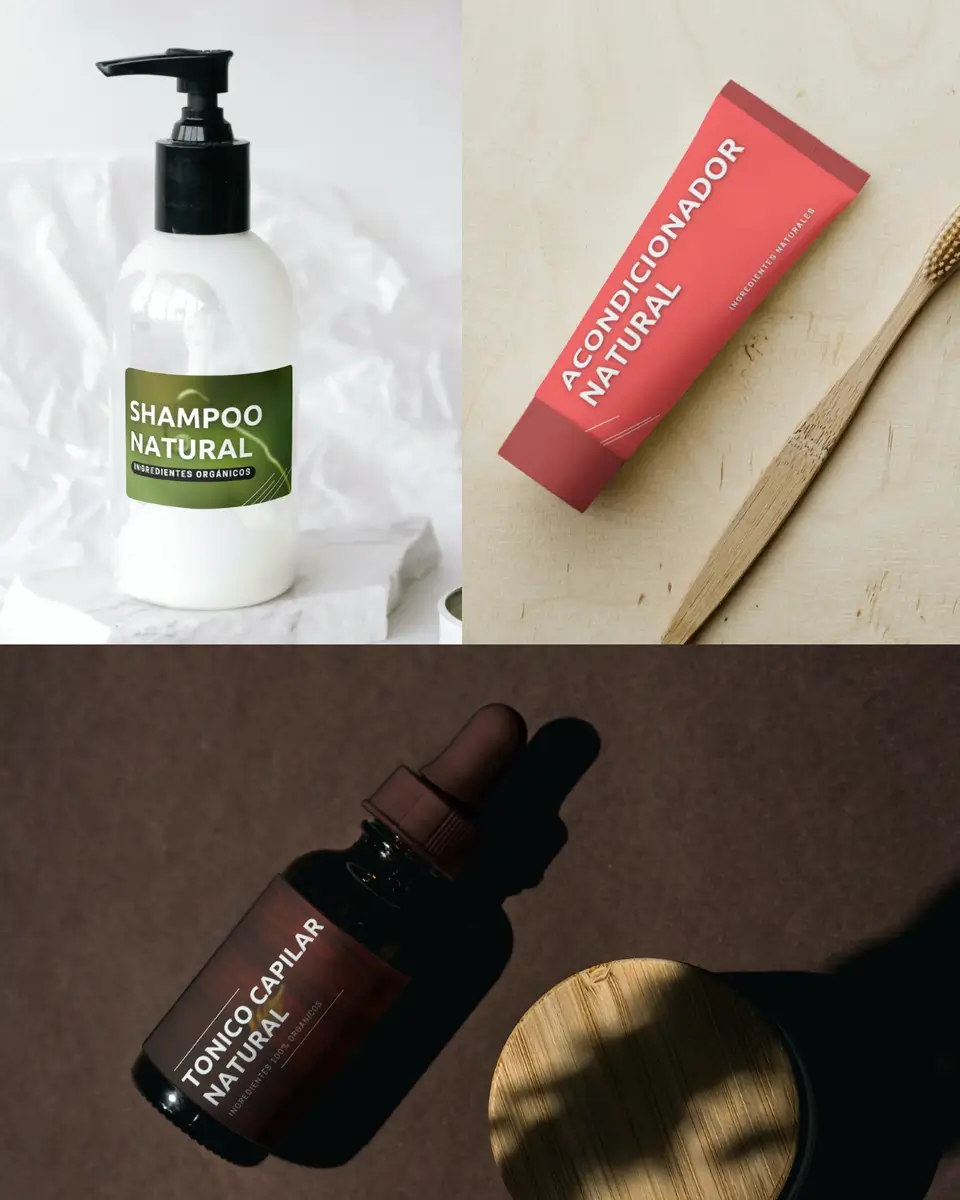 SHAMPOO
NATURAL
INGREDIENTES ORGÁNICOS
ACONDICIONADOR
NATURAL
INGREDIENTES NATURALES
TONICO CAPILAR
NATURAL
INGREDIENTES 100% ORGÁNICOS